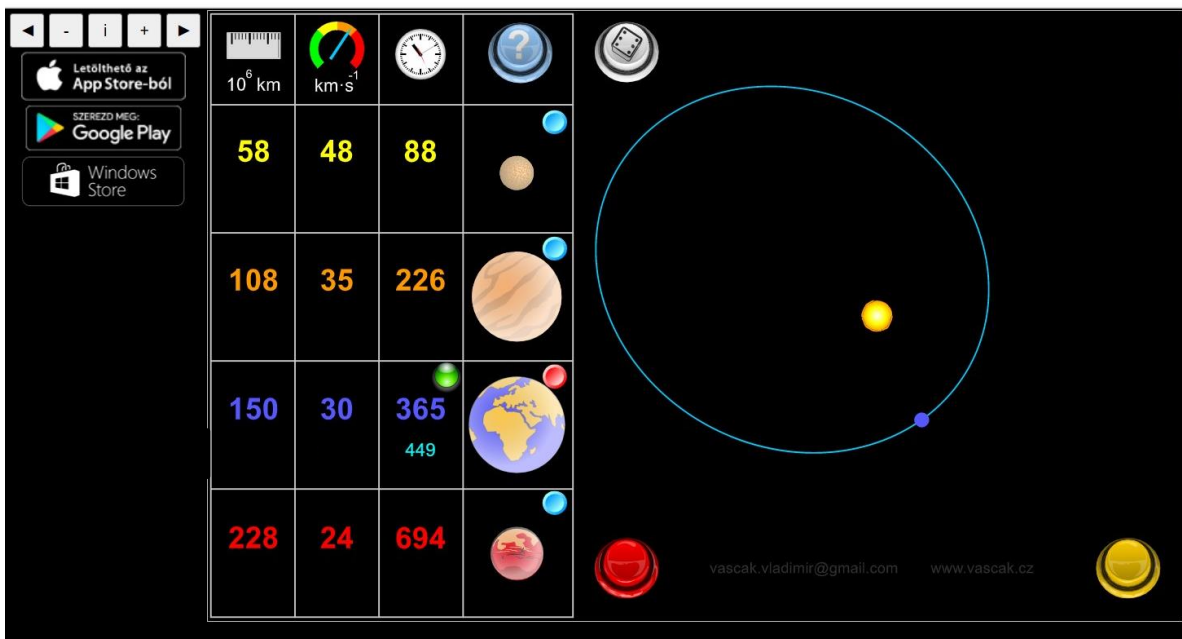 - i +
Letölthető az
App Store-ból
SZEREZD MEG:
Google Play
Windows
Store
10⁶ km
km·s⁻¹
?
58 48 88
108 35 226
150 30 365
449
228 24 694
vascak.vladimir@gmail.com www.vascak.cz